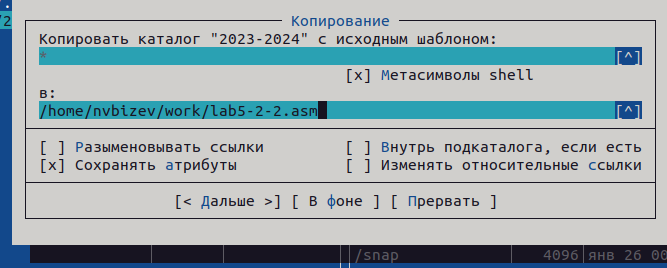 /2
Копирование
Копировать каталог "2023-2024" с исходным шаблоном:
* [^]
[x] Метасимволы shell
в:
/home/nvbizev/work/lab5-2-2.asm [^]
[ ] Разыменовывать ссылки [ ] Внутрь подкаталога, если есть
[x] Сохранять атрибуты [ ] Изменять относительные ссылки
[< Дальше >] [ В фоне ] [ Прервать ]
/snap 4096 янв 26 00